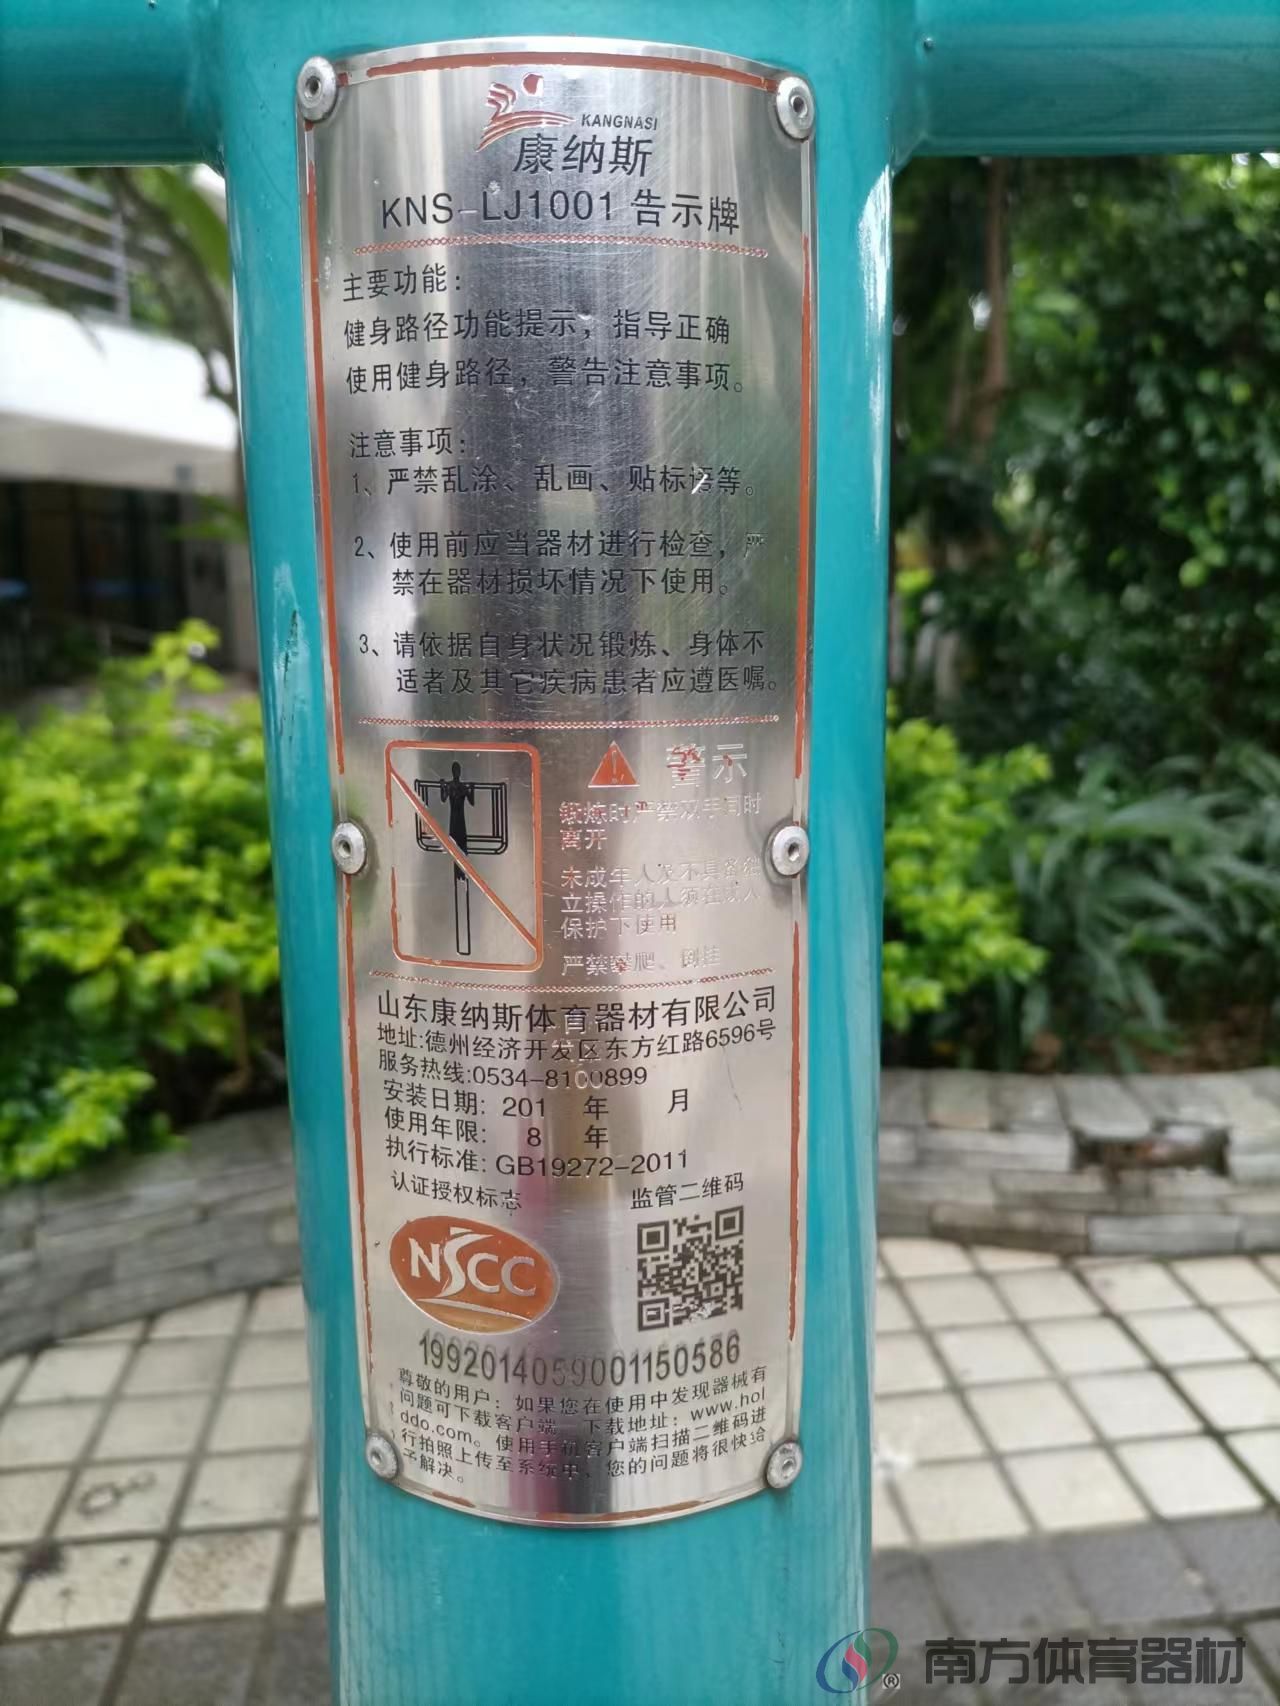 KANGNASI
康纳斯
KNS-LJ1001 告示牌
主要功能：
健身路径功能提示，指导正确
使用健身路径，警告注意事项。
注意事项：
1、严禁乱涂、乱画、贴标语等。
2、使用前应当器材进行检查，严
禁在器材损坏情况下使用。
3、请依据自身状况锻炼、身体不
适者及其它疾病患者应遵医嘱。
警示
锻炼时严禁双手同时
离开
未成年人及不具备独
立操作的人须在成人
保护下使用
严禁攀爬、倒挂
山东康纳斯体育器材有限公司
地址:德州经济开发区东方红路6596号
服务热线:0534-8100899
安装日期: 201 年 月
使用年限: 8 年
执行标准: GB19272-2011
认证授权标志 监管二维码
NSCC
1992014059001150586
尊敬的用户：如果您在使用中发现器械有
问题可下载客户端—下载地址：www.hol
ddo.com。使用手机客户端扫描二维码进
行拍照上传至系统中，您的问题将很快给
予解决。
® 南方体育器材